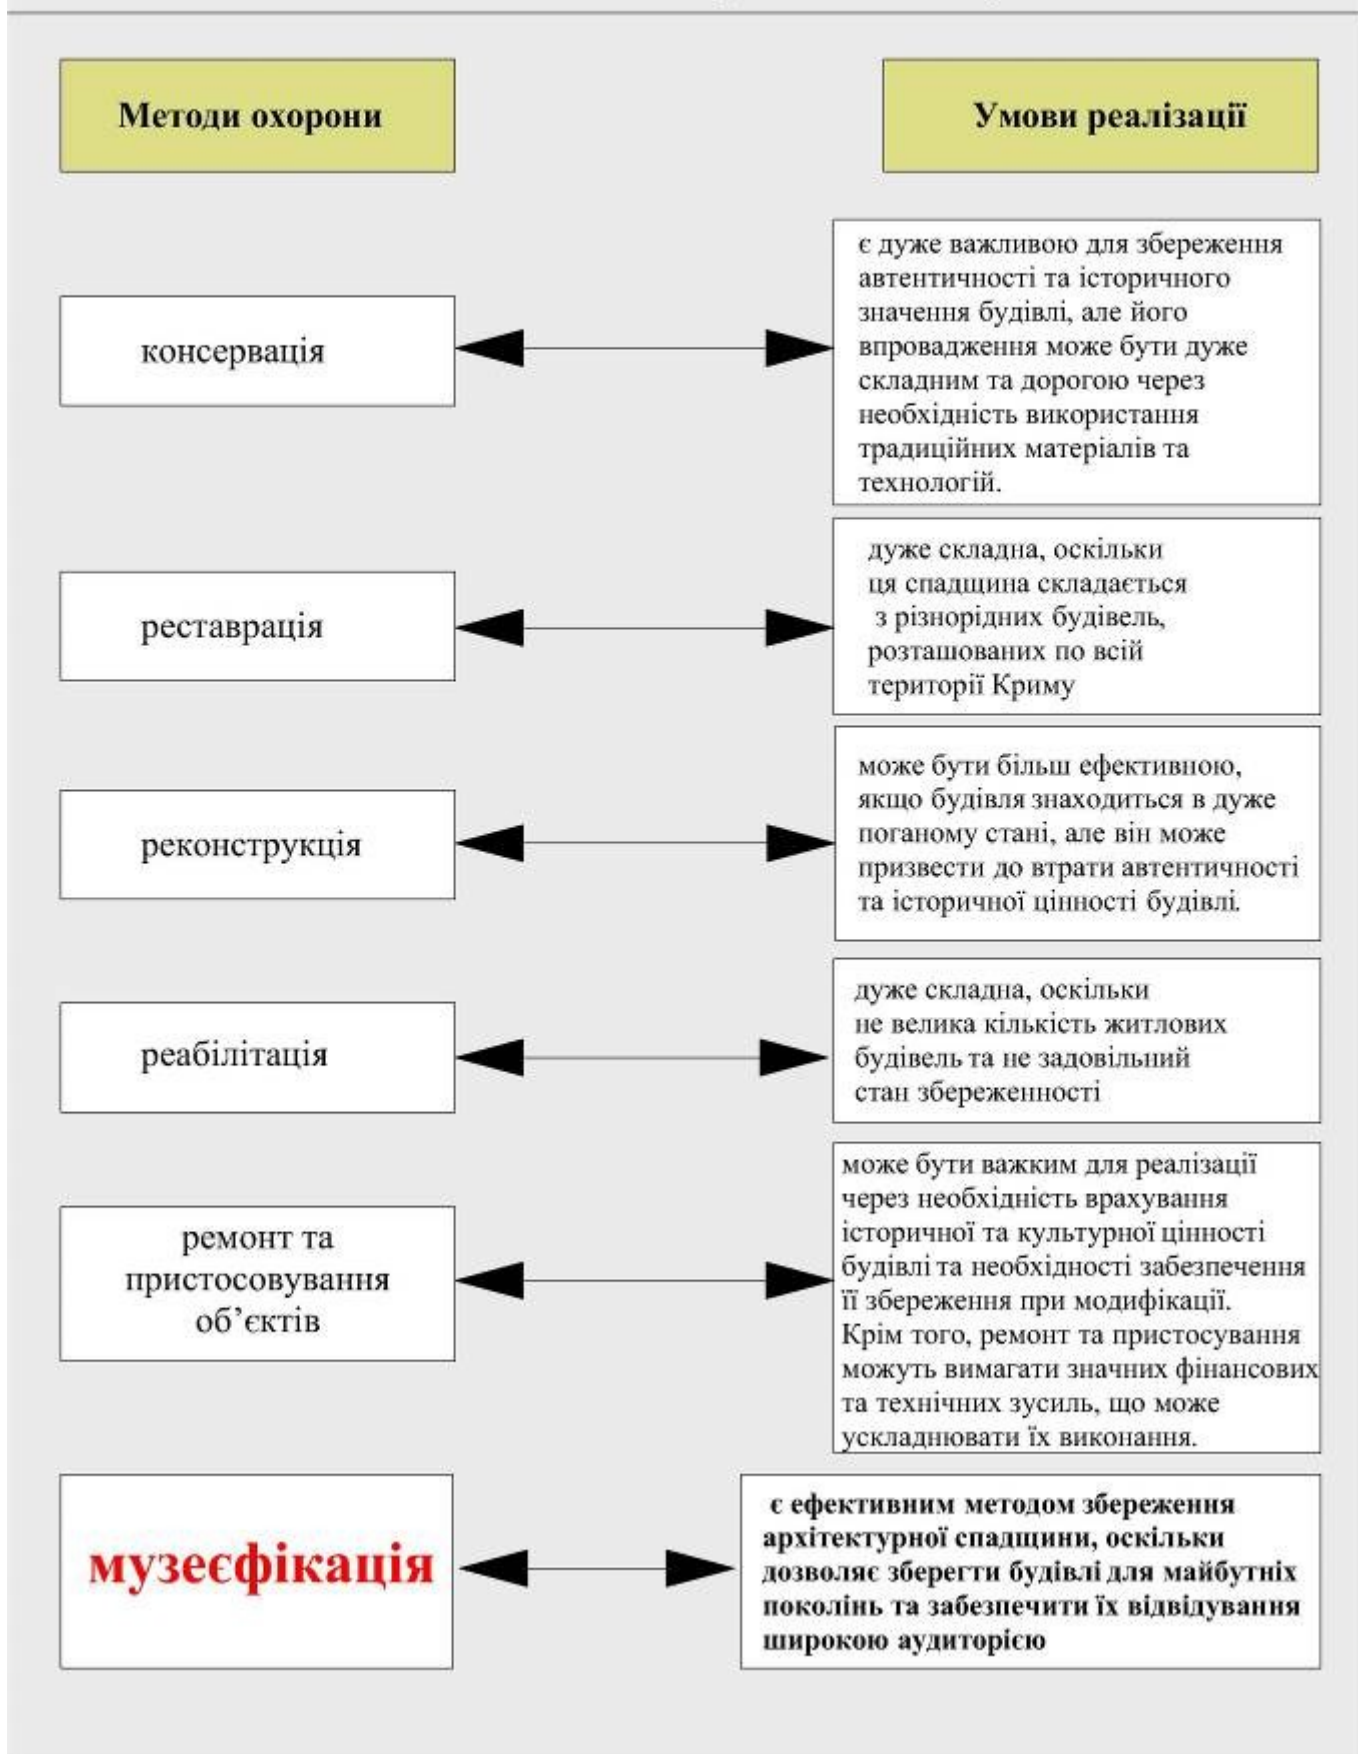 Методи охорони
Умови реалізації
консервація
є дуже важливою для збереження
автентичності та історичного
значення будівлі, але його
впровадження може бути дуже
складним та дорогою через
необхідність використання
традиційних матеріалів та
технологій.
реставрація
дуже складна, оскільки
ця спадщина складається
з різнорідних будівель,
розташованих по всій
території Криму
реконструкція
може бути більш ефективною,
якщо будівля знаходиться в дуже
поганому стані, але він може
призвести до втрати автентичності
та історичної цінності будівлі.
реабілітація
дуже складна, оскільки
не велика кількість житлових
будівель та не задовільний
стан збереженності
ремонт та
пристосовування
об’єктів
може бути важким для реалізації
через необхідність врахування
історичної та культурної цінності
будівлі та необхідності забезпечення
її збереження при модифікації.
Крім того, ремонт та пристосування
можуть вимагати значних фінансових
та технічних зусиль, що може
ускладнювати їх виконання.
музеєфікація
є ефективним методом збереження
архітектурної спадщини, оскільки
дозволяє зберегти будівлі для майбутніх
поколінь та забезпечити їх відвідування
широкою аудиторією